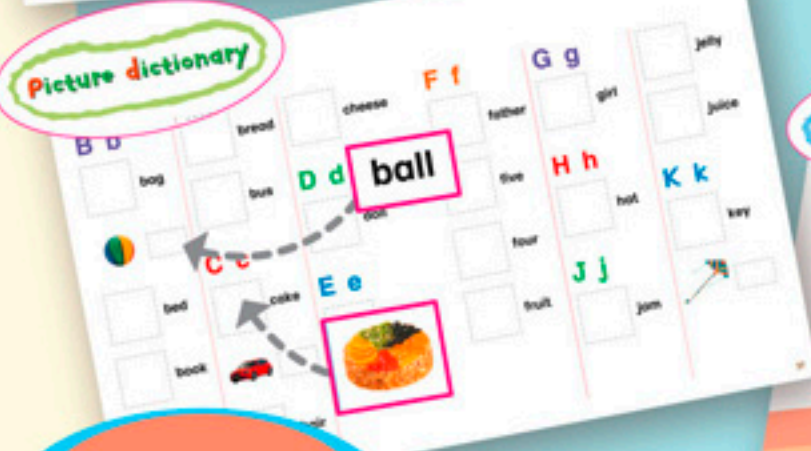 Picture dictionary
B b
bag
bed
book
bread
bus
C c
cake
cheese
D d
doll
ball
E e
F f
father
five
four
fruit
G g
girl
H h
hat
J j
jam
jelly
juice
K k
key